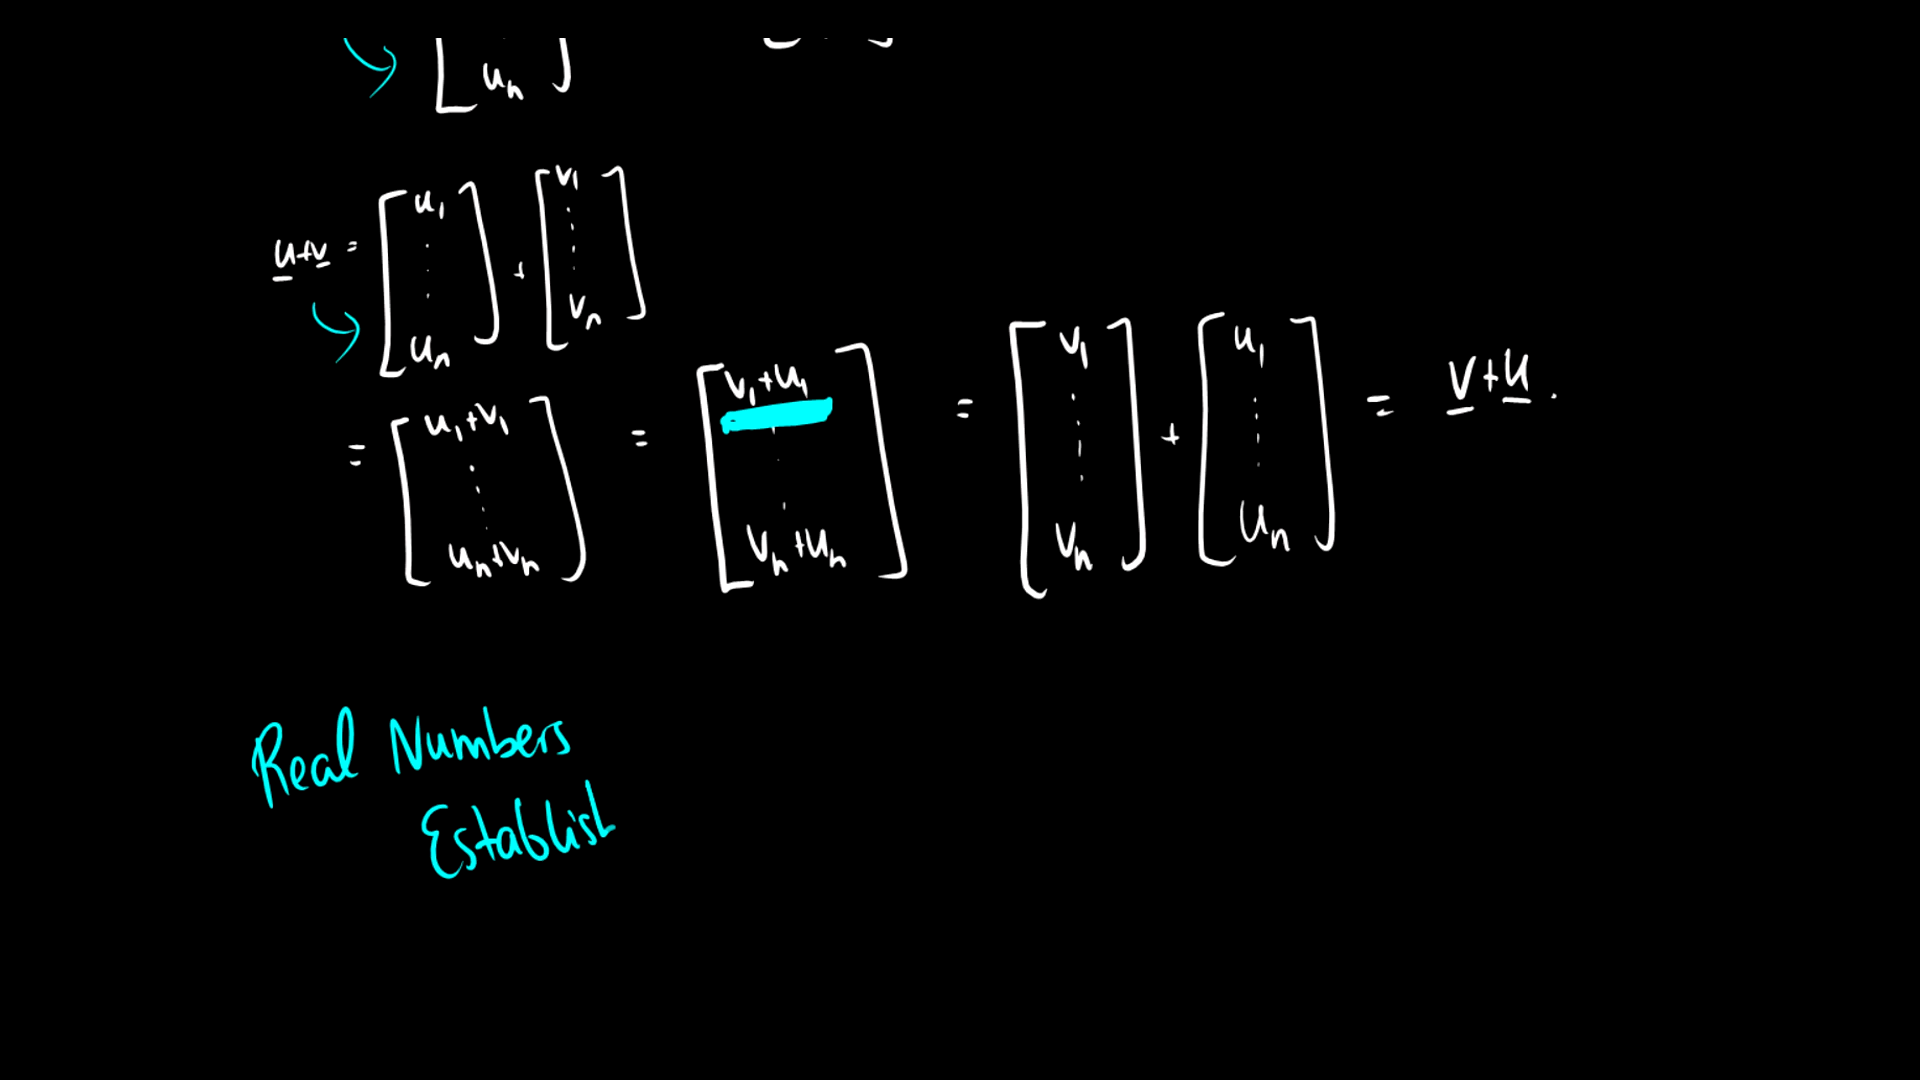 uₙ
u+v = [u₁ ⋮ uₙ] + [v₁ ⋮ vₙ]
= [u₁+v₁ ⋮ uₙ+vₙ] = [v₁+u₁ ⋮ vₙ+uₙ] = [v₁ ⋮ vₙ] + [u₁ ⋮ uₙ] = v+u.
Real Numbers
Establish